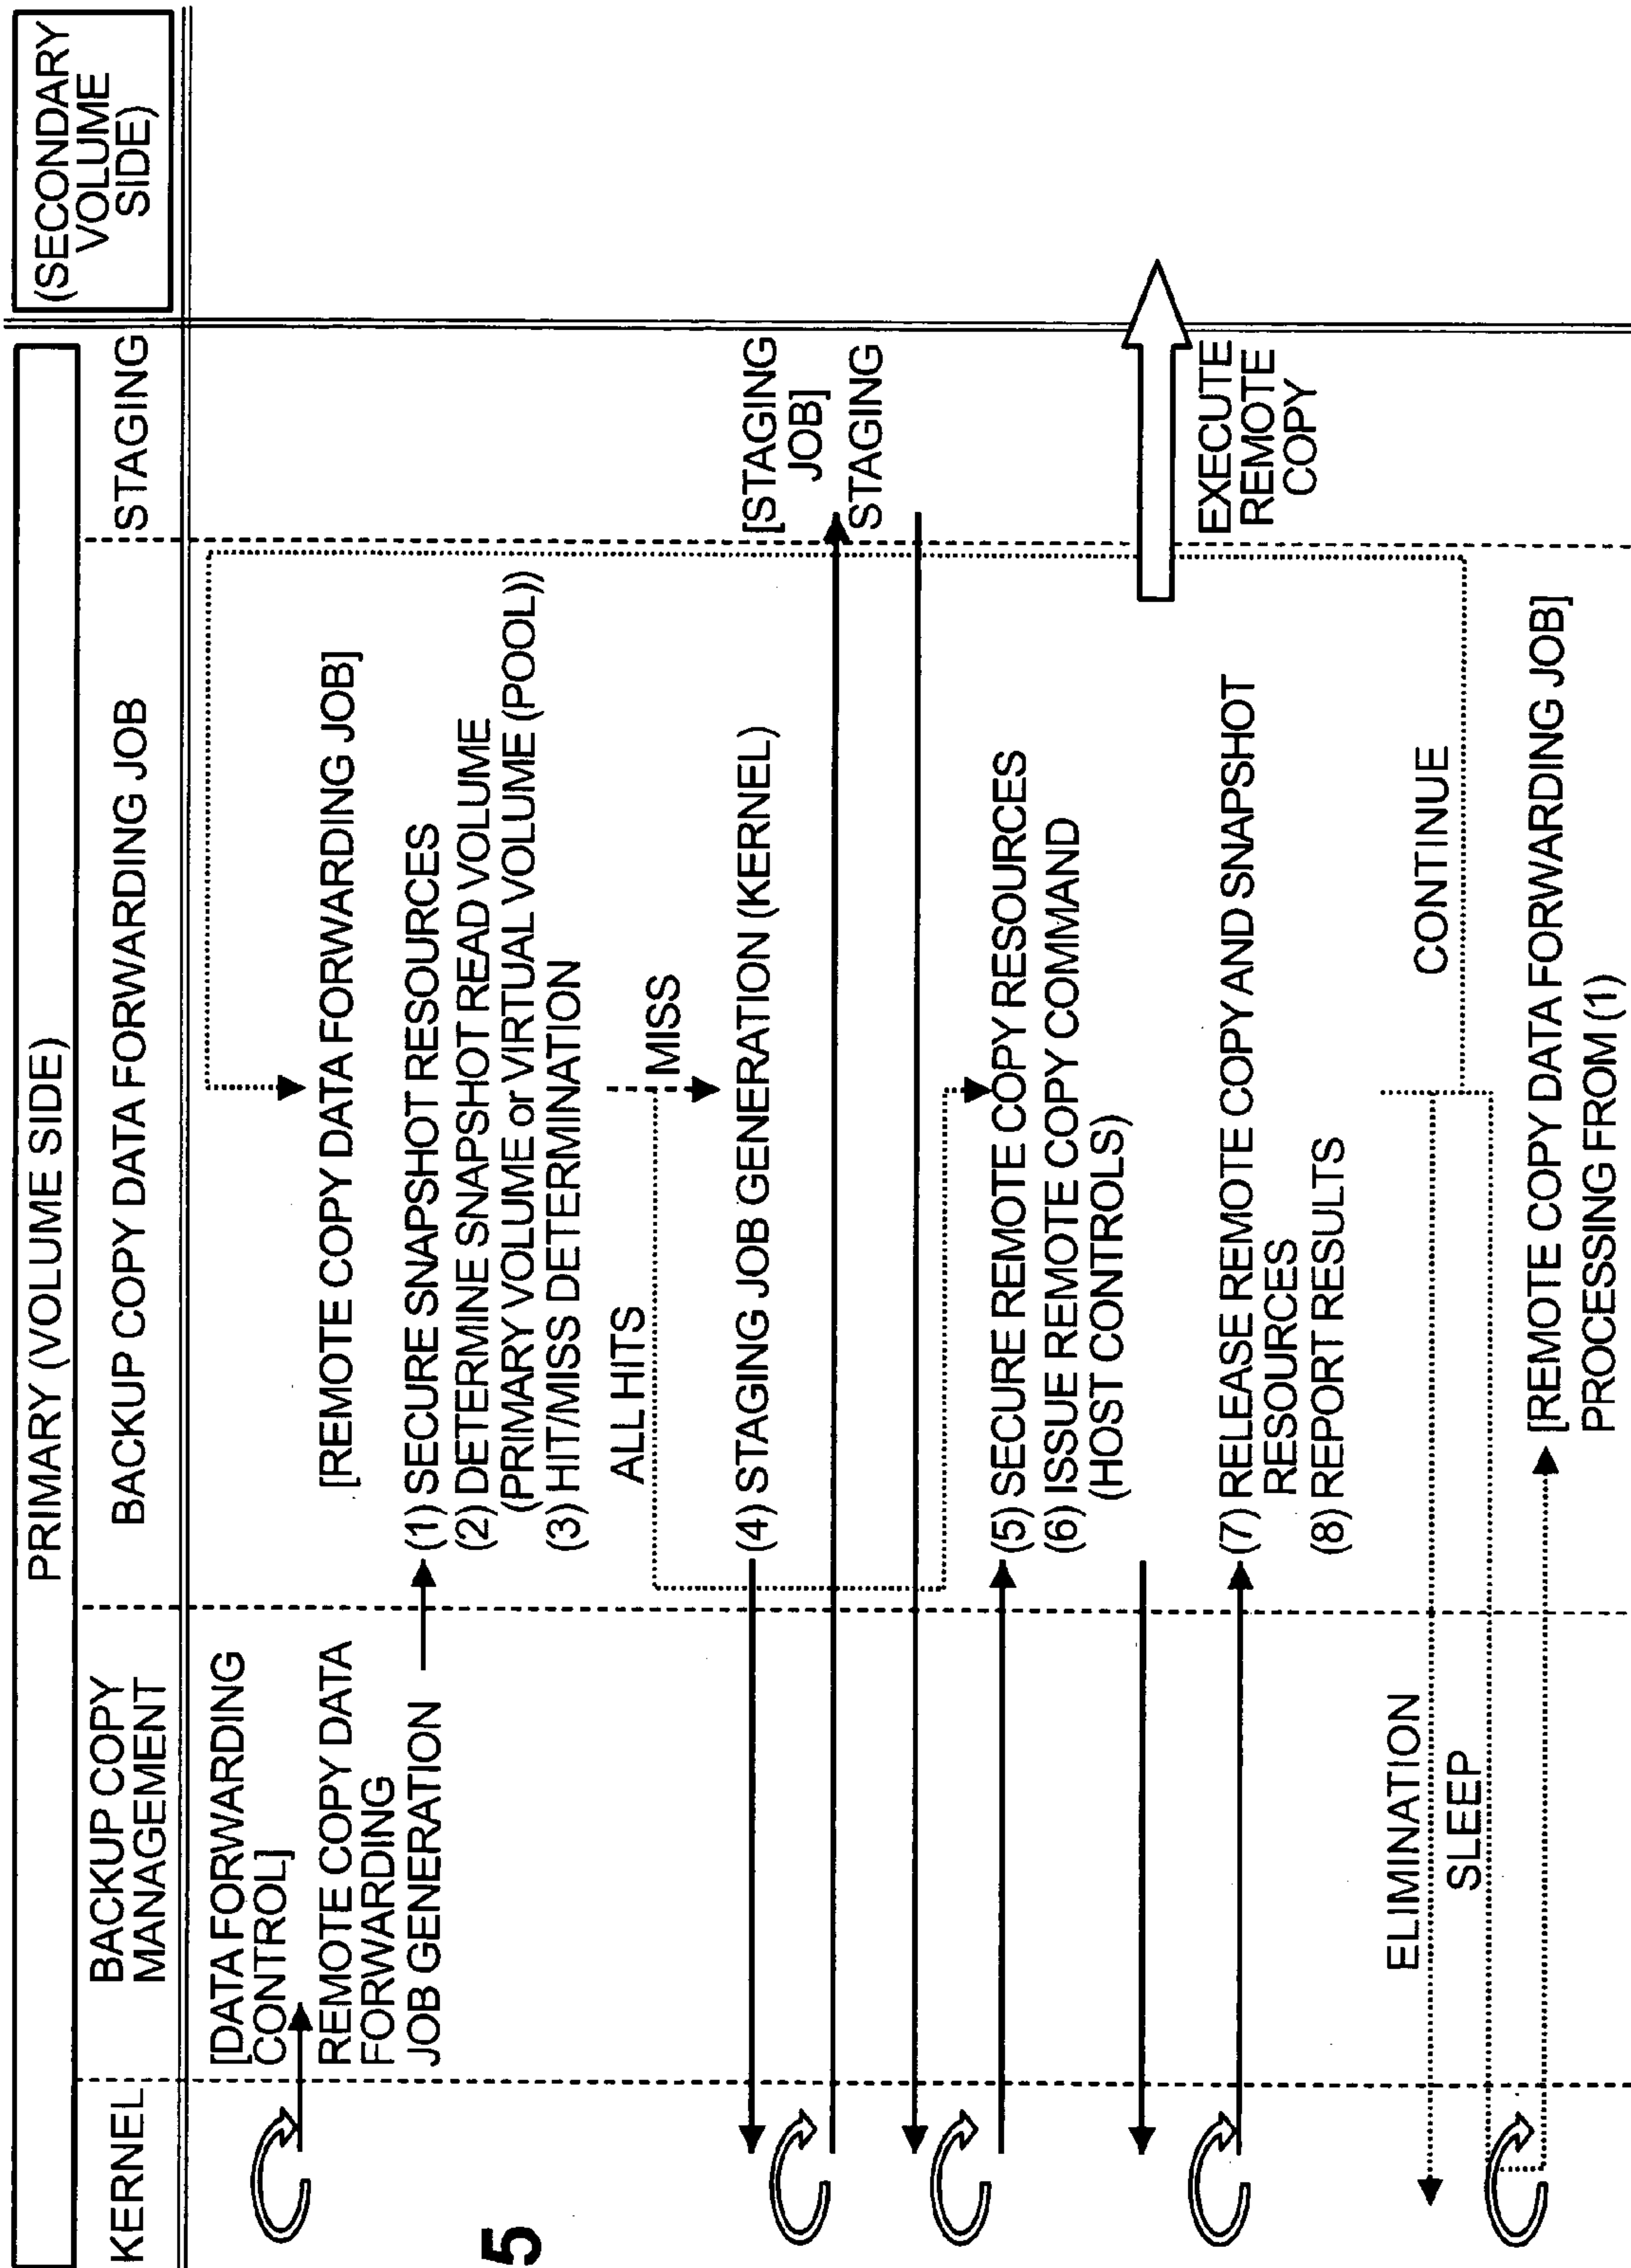 PRIMARY (VOLUME SIDE)
(SECONDARY
VOLUME
SIDE)
KERNEL
BACKUP COPY
MANAGEMENT
BACKUP COPY DATA FORWARDING JOB
STAGING
[DATA FORWARDING
CONTROL]
REMOTE COPY DATA
FORWARDING
JOB GENERATION
[REMOTE COPY DATA FORWARDING JOB]
(1) SECURE SNAPSHOT RESOURCES
(2) DETERMINE SNAPSHOT READ VOLUME
(PRIMARY VOLUME or VIRTUAL VOLUME (POOL))
(3) HIT/MISS DETERMINATION
ALL HITS
MISS
(4) STAGING JOB GENERATION (KERNEL)
[STAGING
JOB]
STAGING
(5) SECURE REMOTE COPY RESOURCES
(6) ISSUE REMOTE COPY COMMAND
(HOST CONTROLS)
EXECUTE
REMOTE
COPY
(7) RELEASE REMOTE COPY AND SNAPSHOT
RESOURCES
(8) REPORT RESULTS
ELIMINATION
CONTINUE
SLEEP
[REMOTE COPY DATA FORWARDING JOB]
PROCESSING FROM (1)
5